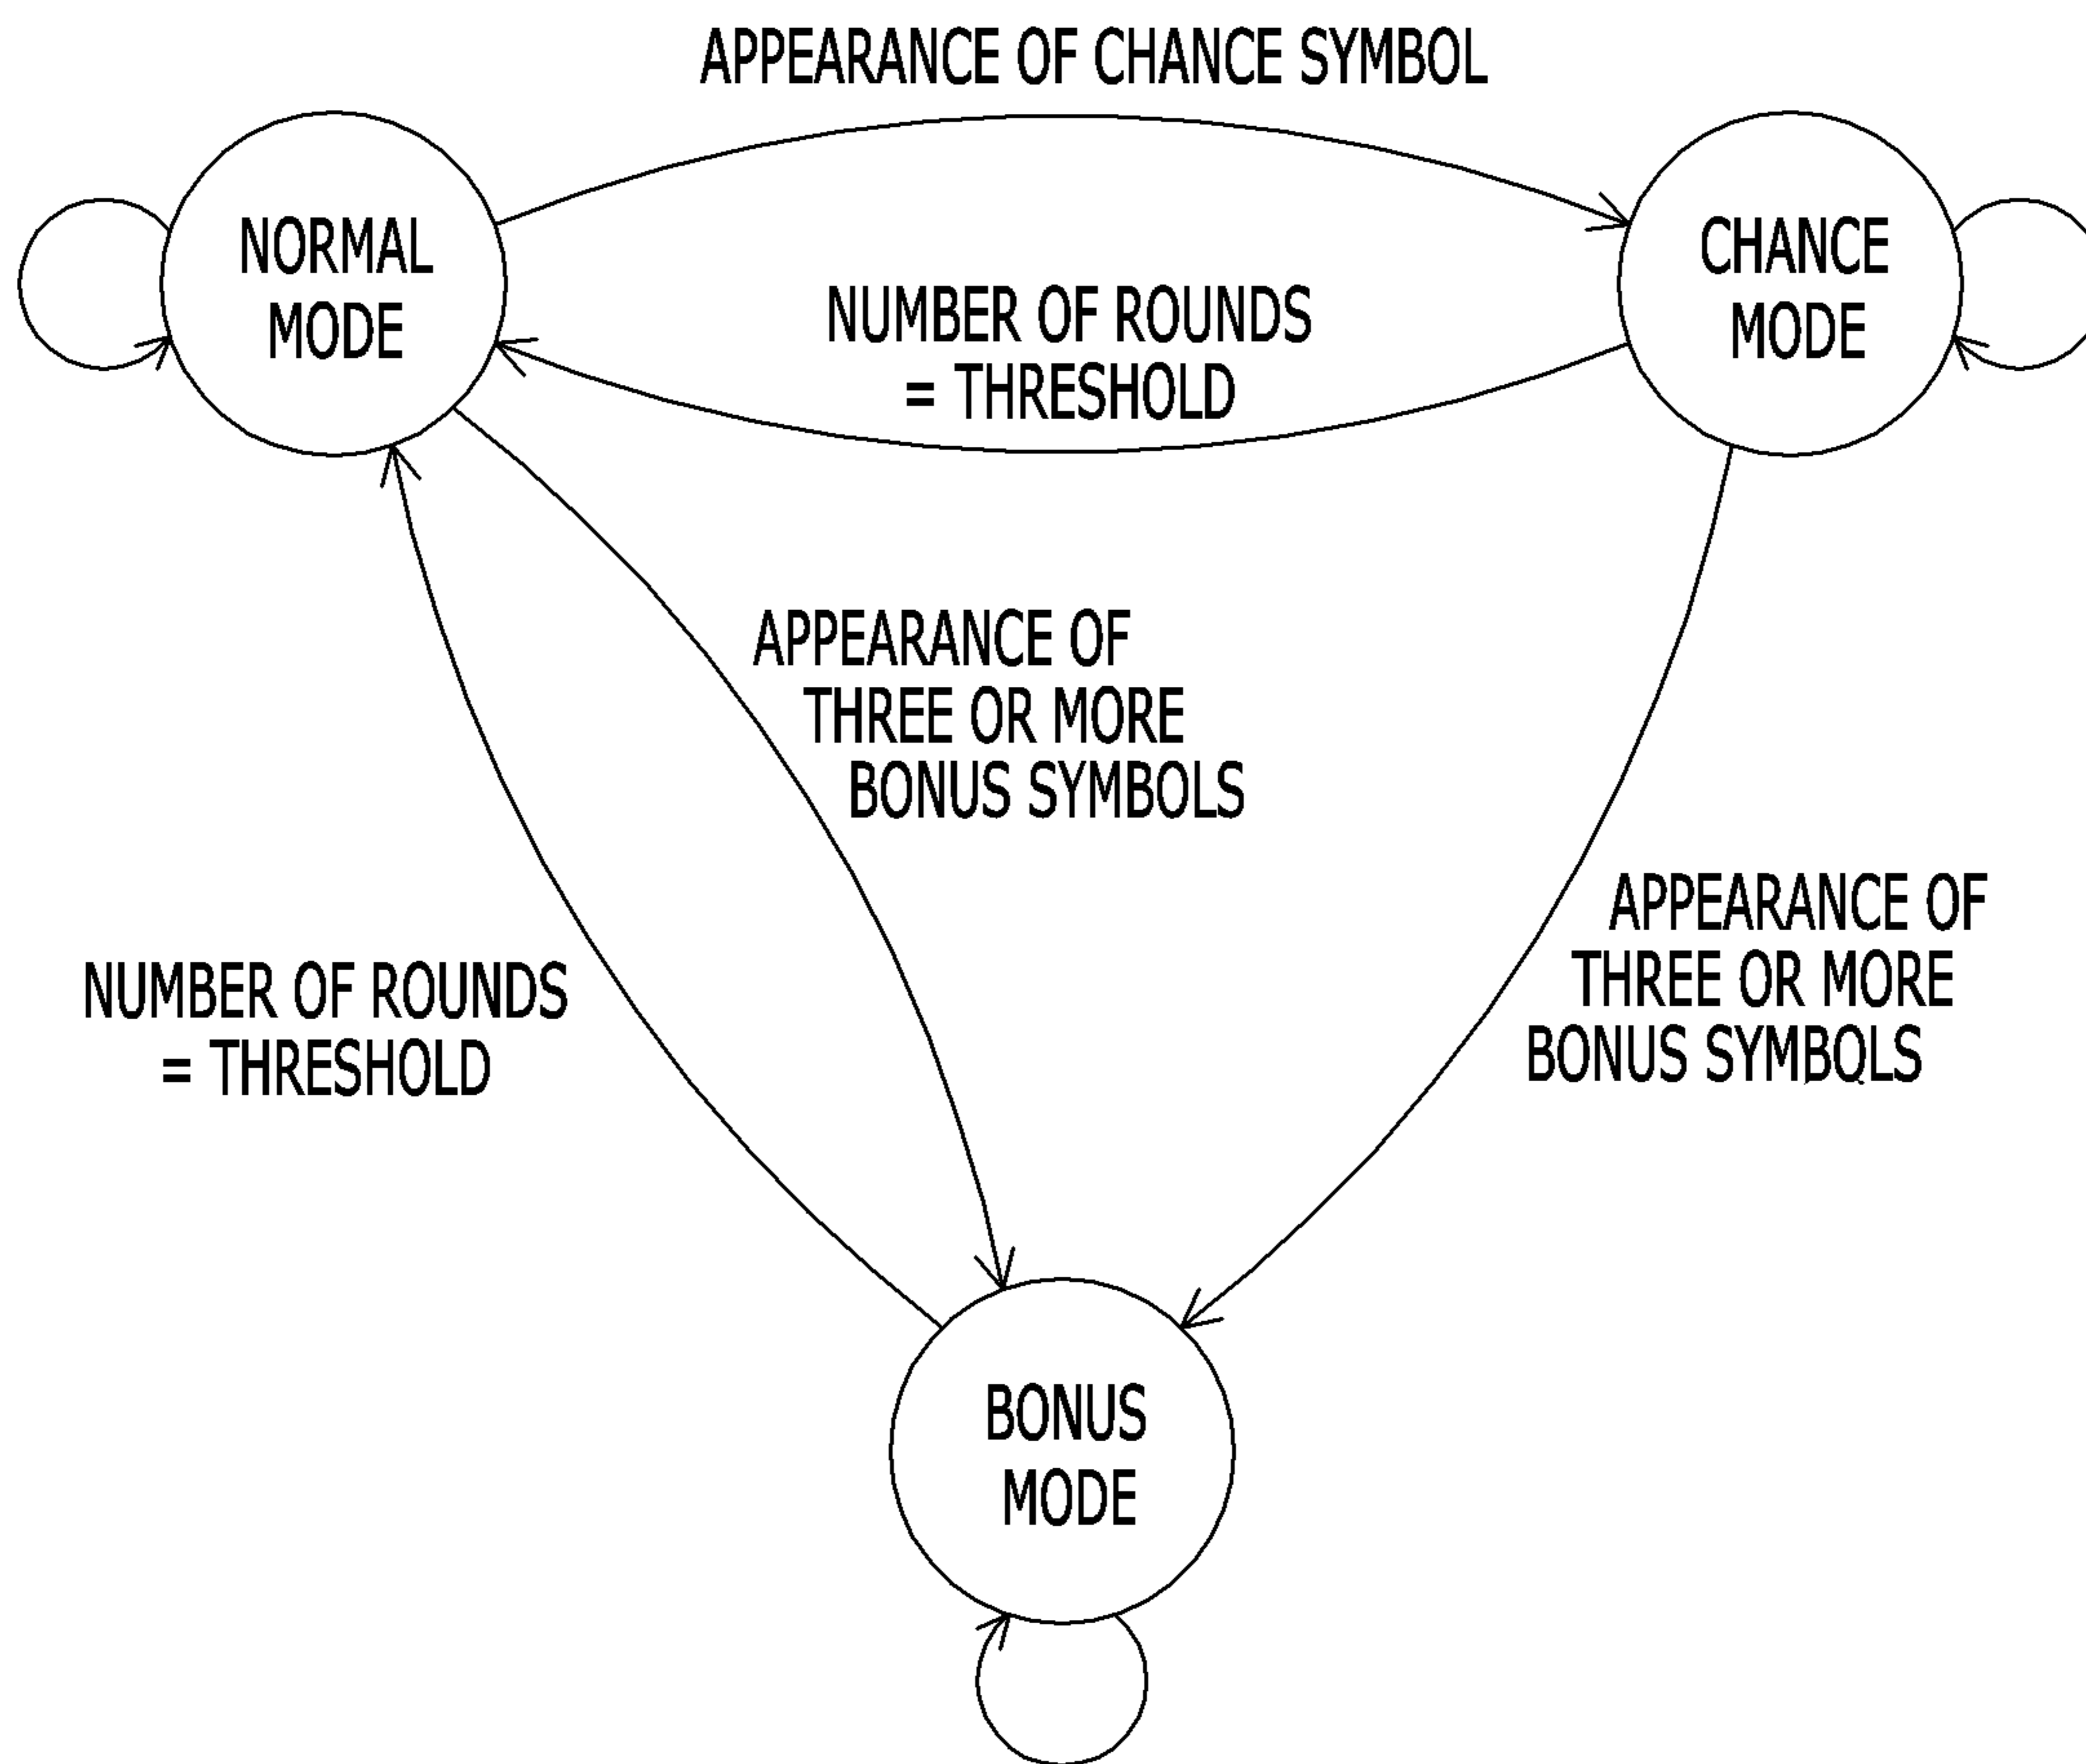 APPEARANCE OF CHANCE SYMBOL
NORMAL
MODE
CHANCE
MODE
NUMBER OF ROUNDS
= THRESHOLD
APPEARANCE OF
THREE OR MORE
BONUS SYMBOLS
APPEARANCE OF
THREE OR MORE
BONUS SYMBOLS
NUMBER OF ROUNDS
= THRESHOLD
BONUS
MODE